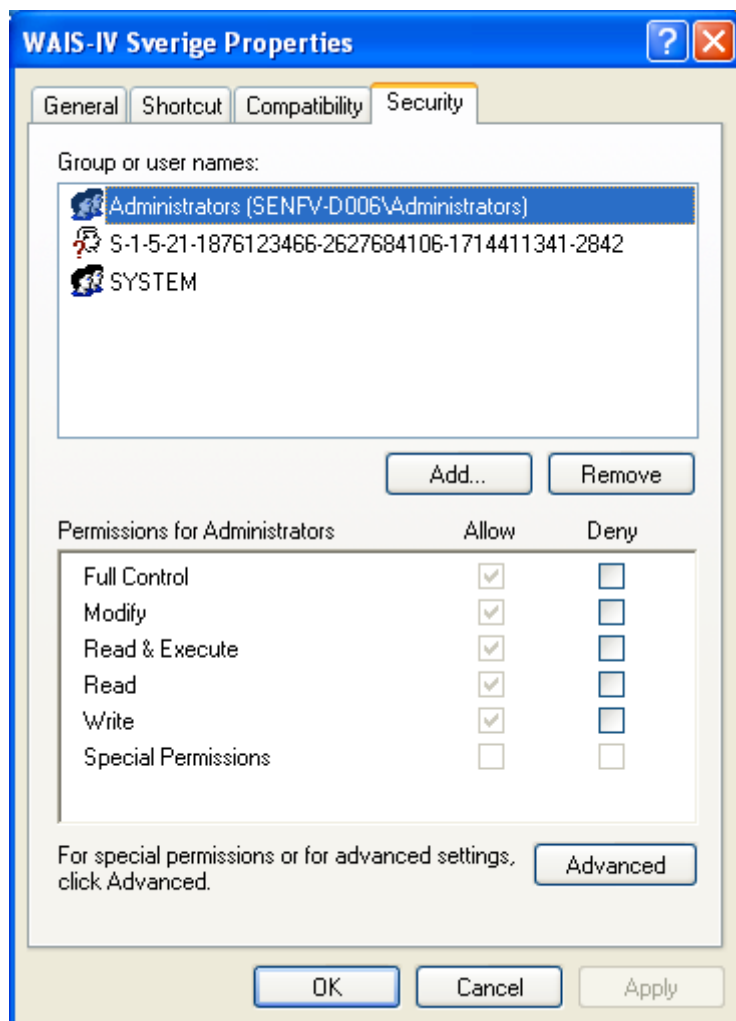 WAIS-IV Sverige Properties
General Shortcut Compatibility Security
Group or user names:
Administrators (SENFV-D006\Administrators)
S-1-5-21-1876123466-2627684106-1714411341-2842
SYSTEM
Add... Remove
Permissions for Administrators Allow Deny
Full Control
Modify
Read & Execute
Read
Write
Special Permissions
For special permissions or for advanced settings,
click Advanced.
Advanced
OK Cancel Apply